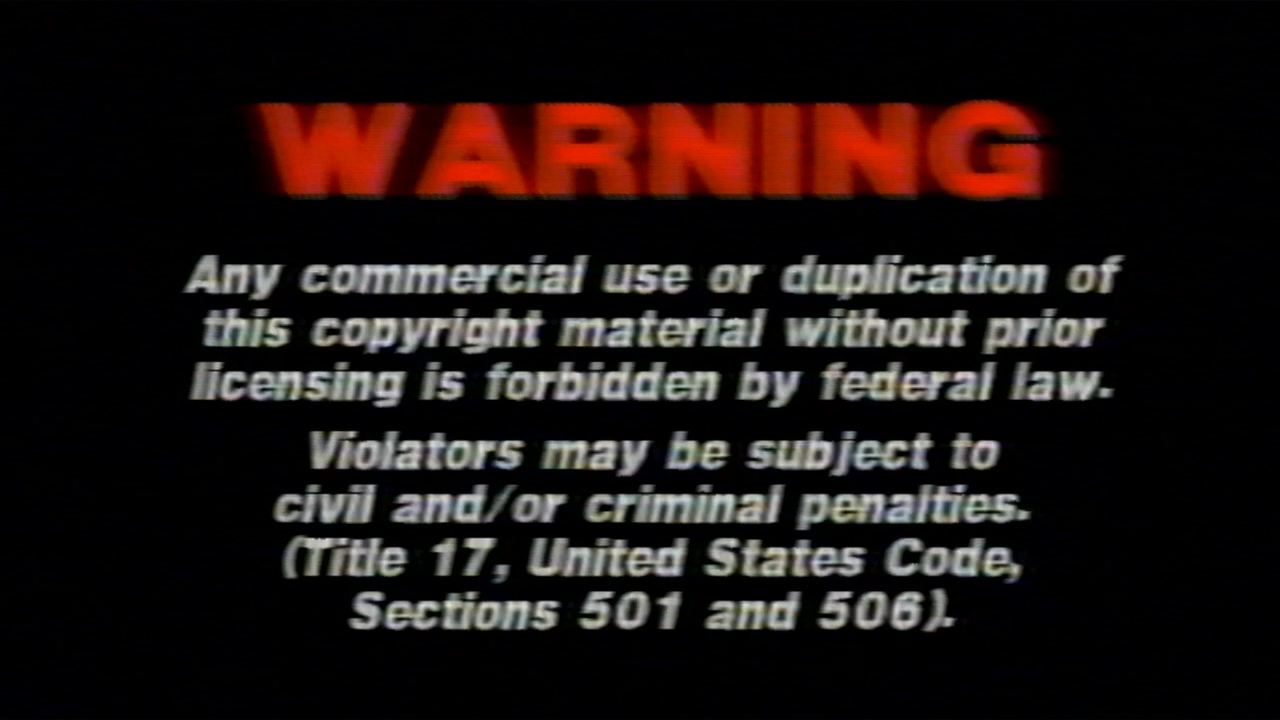 WARNING
Any commercial use or duplication of
this copyright material without prior
licensing is forbidden by federal law.
Violators may be subject to
civil and/or criminal penalties.
(Title 17, United States Code,
Sections 501 and 506).